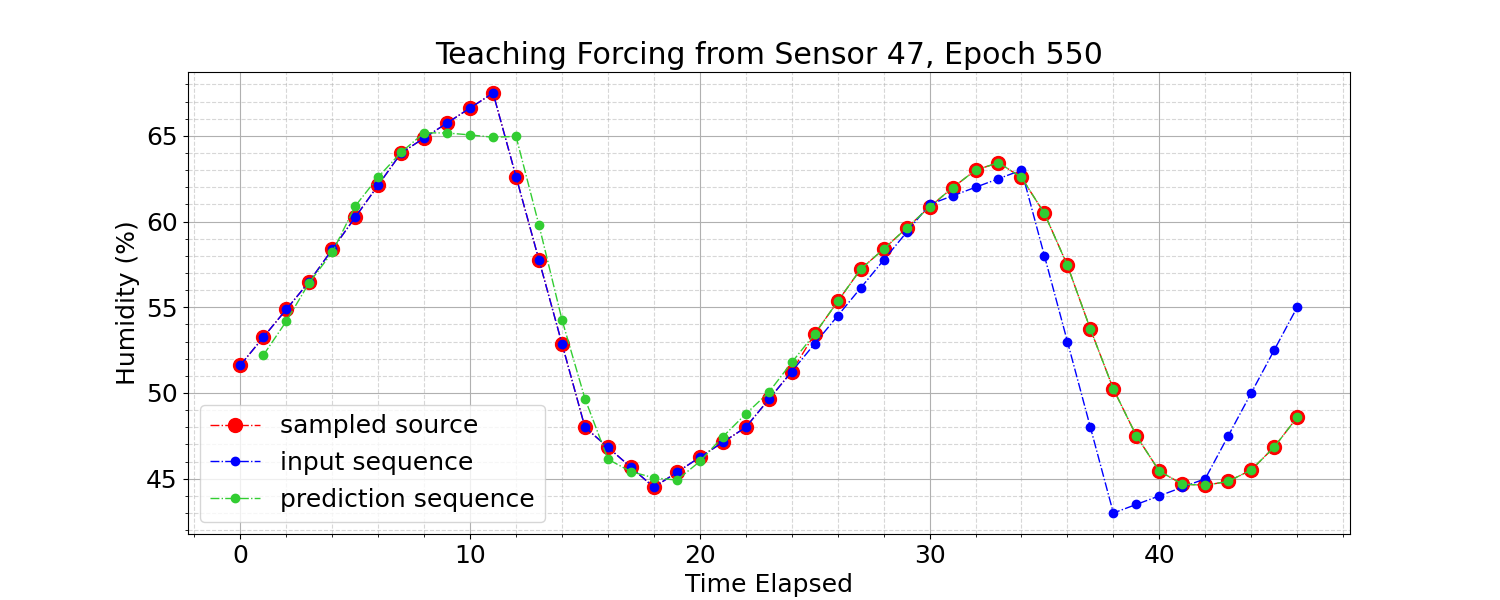 Teaching Forcing from Sensor 47, Epoch 550
Humidity (%)
65
60
55
50
45
sampled source
input sequence
prediction sequence
0 10 20 30 40
Time Elapsed